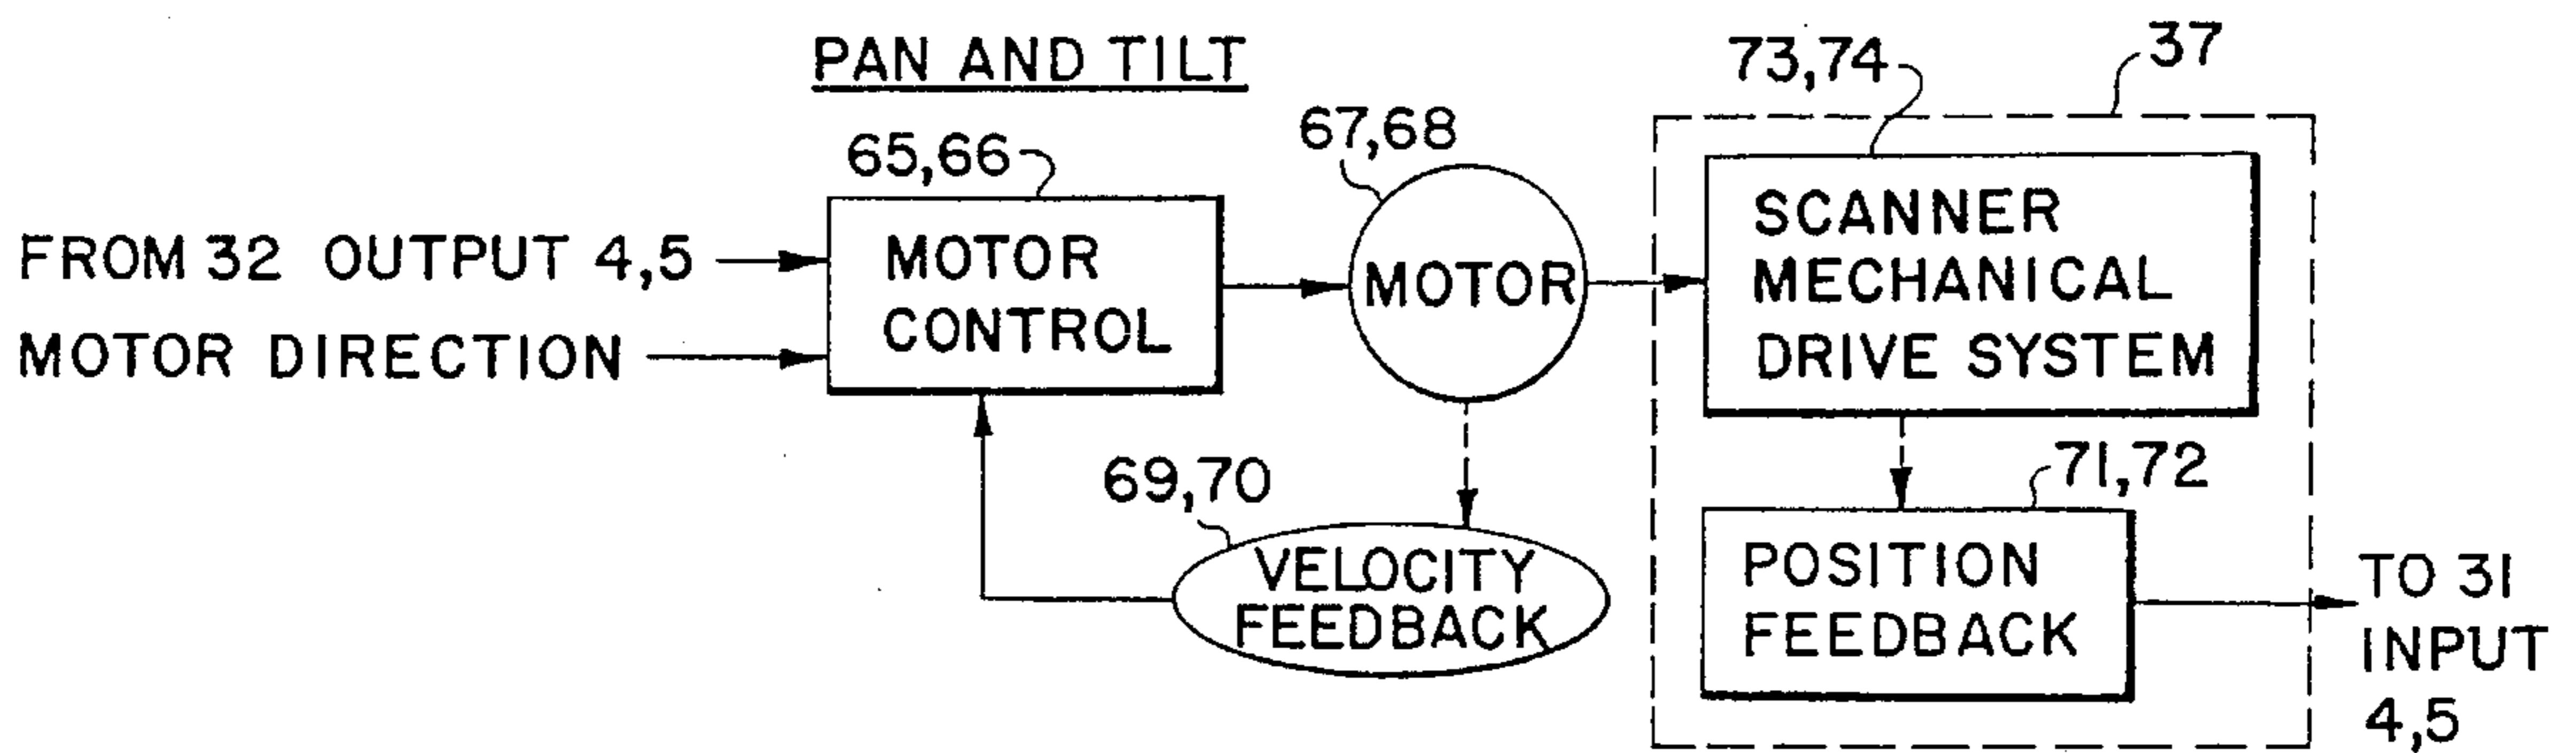 PAN AND TILT
73,74
37
67,68
65,66
FROM 32 OUTPUT 4,5
MOTOR DIRECTION
MOTOR
CONTROL
MOTOR
SCANNER
MECHANICAL
DRIVE SYSTEM
69,70
VELOCITY
FEEDBACK
71,72
POSITION
FEEDBACK
TO 31
INPUT
4,5